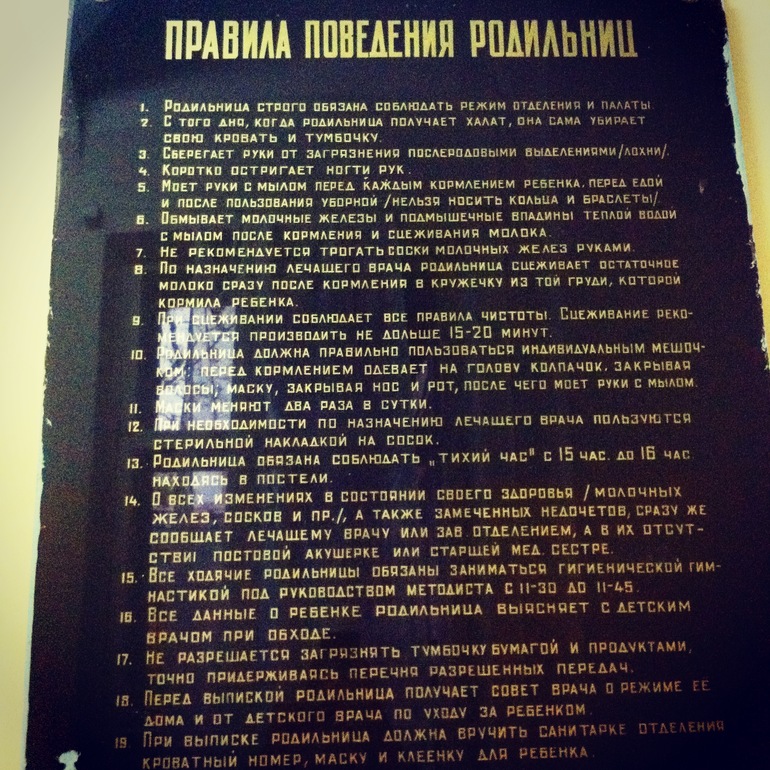 ПРАВИЛА ПОВЕДЕНИЯ РОДИЛЬНИЦ
1. РОДИЛЬНИЦА СТРОГО ОБЯЗАНА СОБЛЮДАТЬ РЕЖИМ ОТДЕЛЕНИЯ И ПАЛАТЫ.
2. С ТОГО ДНЯ, КОГДА РОДИЛЬНИЦА ПОЛУЧАЕТ ХАЛАТ, ОНА САМА УБИРАЕТ
СВОЮ КРОВАТЬ И ТУМБОЧКУ.
3. СБЕРЕГАЕТ РУКИ ОТ ЗАГРЯЗНЕНИЯ ПОСЛЕРОДОВЫМИ ВЫДЕЛЕНИЯМИ/ЛОХНИ/.
4. КОРОТКО ОСТРИГАЕТ НОГТИ РУК.
5. МОЕТ РУКИ С МЫЛОМ ПЕРЕД КАЖДЫМ КОРМЛЕНИЕМ РЕБЕНКА, ПЕРЕД ЕДОЙ
И ПОСЛЕ ПОЛЬЗОВАНИЯ УБОРНОЙ /НЕЛЬЗЯ НОСИТЬ КОЛЬЦА И БРАСЛЕТЫ/.
6. ОБМЫВАЕТ МОЛОЧНЫЕ ЖЕЛЕЗЫ И ПОДМЫШЕЧНЫЕ ВПАДИНЫ ТЕПЛОЙ ВОДОЙ
С МЫЛОМ ПОСЛЕ КОРМЛЕНИЯ И СЦЕЖИВАНИЯ МОЛОКА.
7. НЕ РЕКОМЕНДУЕТСЯ ТРОГАТЬ СОСКИ МОЛОЧНЫХ ЖЕЛЕЗ РУКАМИ.
8. ПО НАЗНАЧЕНИЮ ЛЕЧАЩЕГО ВРАЧА РОДИЛЬНИЦА СЦЕЖИВАЕТ ОСТАТОЧНОЕ
МОЛОКО СРАЗУ ПОСЛЕ КОРМЛЕНИЯ В КРУЖЕЧКУ ИЗ ТОЙ ГРУДИ, КОТОРОЙ
КОРМИЛА РЕБЕНКА.
9. ПРИ СЦЕЖИВАНИИ СОБЛЮДАЕТ ВСЕ ПРАВИЛА ЧИСТОТЫ. СЦЕЖИВАНИЕ РЕКО-
МЕНДУЕТСЯ ПРОИЗВОДИТЬ НЕ ДОЛЬШЕ 15-20 МИНУТ.
10. РОДИЛЬНИЦА ДОЛЖНА ПРАВИЛЬНО ПОЛЬЗОВАТЬСЯ ИНДИВИДУАЛЬНЫМ МЕШОЧ-
КОМ: ПЕРЕД КОРМЛЕНИЕМ ОДЕВАЕТ НА ГОЛОВУ КОЛПАЧОК, ЗАКРЫВАЯ
ВОЛОСЫ, МАСКУ, ЗАКРЫВАЯ НОС И РОТ, ПОСЛЕ ЧЕГО МОЕТ РУКИ С МЫЛОМ.
11. МАСКИ МЕНЯЮТ ДВА РАЗА В СУТКИ.
12. ПРИ НЕОБХОДИМОСТИ ПО НАЗНАЧЕНИЮ ЛЕЧАЩЕГО ВРАЧА ПОЛЬЗУЮТСЯ
СТЕРИЛЬНОЙ НАКЛАДКОЙ НА СОСОК.
13. РОДИЛЬНИЦА ОБЯЗАНА СОБЛЮДАТЬ „ТИХИЙ ЧАС" С 15 ЧАС. ДО 16 ЧАС
НАХОДЯСЬ В ПОСТЕЛИ.
14. О ВСЕХ ИЗМЕНЕНИЯХ В СОСТОЯНИИ СВОЕГО ЗДОРОВЬЯ /МОЛОЧНЫХ
ЖЕЛЕЗ, СОСКОВ И ПР./, А ТАКЖЕ ЗАМЕЧЕННЫХ НЕДОЧЕТОВ, СРАЗУ ЖЕ
СООБЩАЕТ ЛЕЧАЩЕМУ ВРАЧУ ИЛИ ЗАВ. ОТДЕЛЕНИЕМ, А В ИХ ОТСУТ-
СТВИИ ПОСТОВОЙ АКУШЕРКЕ ИЛИ СТАРШЕЙ МЕД. СЕСТРЕ.
15. ВСЕ ХОДЯЧИЕ РОДИЛЬНИЦЫ ОБЯЗАНЫ ЗАНИМАТЬСЯ ГИГИЕНИЧЕСКОЙ ГИМ-
НАСТИКОЙ ПОД РУКОВОДСТВОМ МЕТОДИСТА С 11-30 ДО 11-45.
16. ВСЕ ДАННЫЕ О РЕБЕНКЕ РОДИЛЬНИЦА ВЫЯСНЯЕТ С ДЕТСКИМ
ВРАЧОМ ПРИ ОБХОДЕ.
17. НЕ РАЗРЕШАЕТСЯ ЗАГРЯЗНЯТЬ ТУМБОЧКУ БУМАГОЙ И ПРОДУКТАМИ,
ТОЧНО ПРИДЕРЖИВАЯСЬ ПЕРЕЧНЯ РАЗРЕШЕННЫХ ПЕРЕДАЧ.
18. ПЕРЕД ВЫПИСКОЙ РОДИЛЬНИЦА ПОЛУЧАЕТ СОВЕТ ВРАЧА О РЕЖИМЕ ЕЁ
ДОМА И ОТ ДЕТСКОГО ВРАЧА ПО УХОДУ ЗА РЕБЕНКОМ.
19. ПРИ ВЫПИСКЕ РОДИЛЬНИЦА ДОЛЖНА ВРУЧИТЬ САНИТАРКЕ ОТДЕЛЕНИЯ
КРОВАТНЫЙ НОМЕР, МАСКУ И КЛЕЕНКУ ДЛЯ РЕБЕНКА.